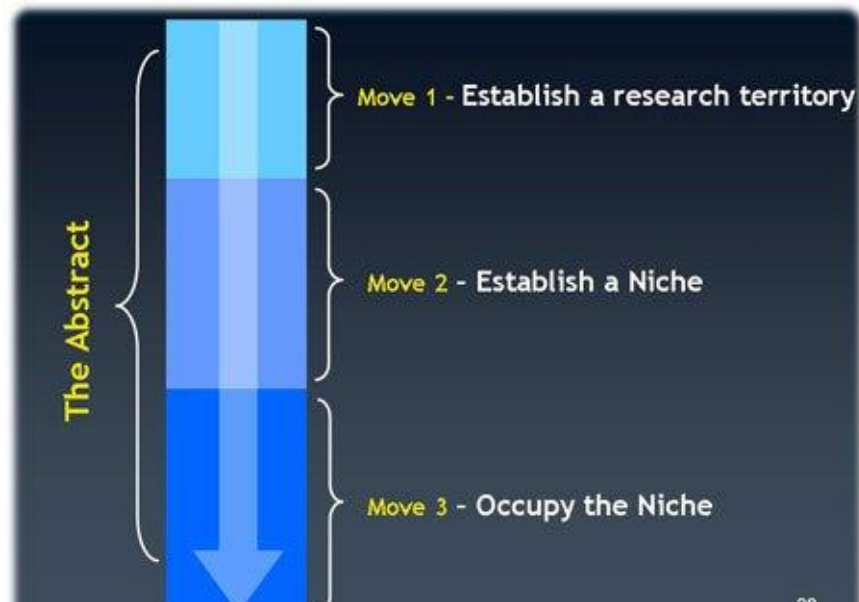 Move 1 - Establish a research territory
The Abstract
Move 2 - Establish a Niche
Move 3 - Occupy the Niche